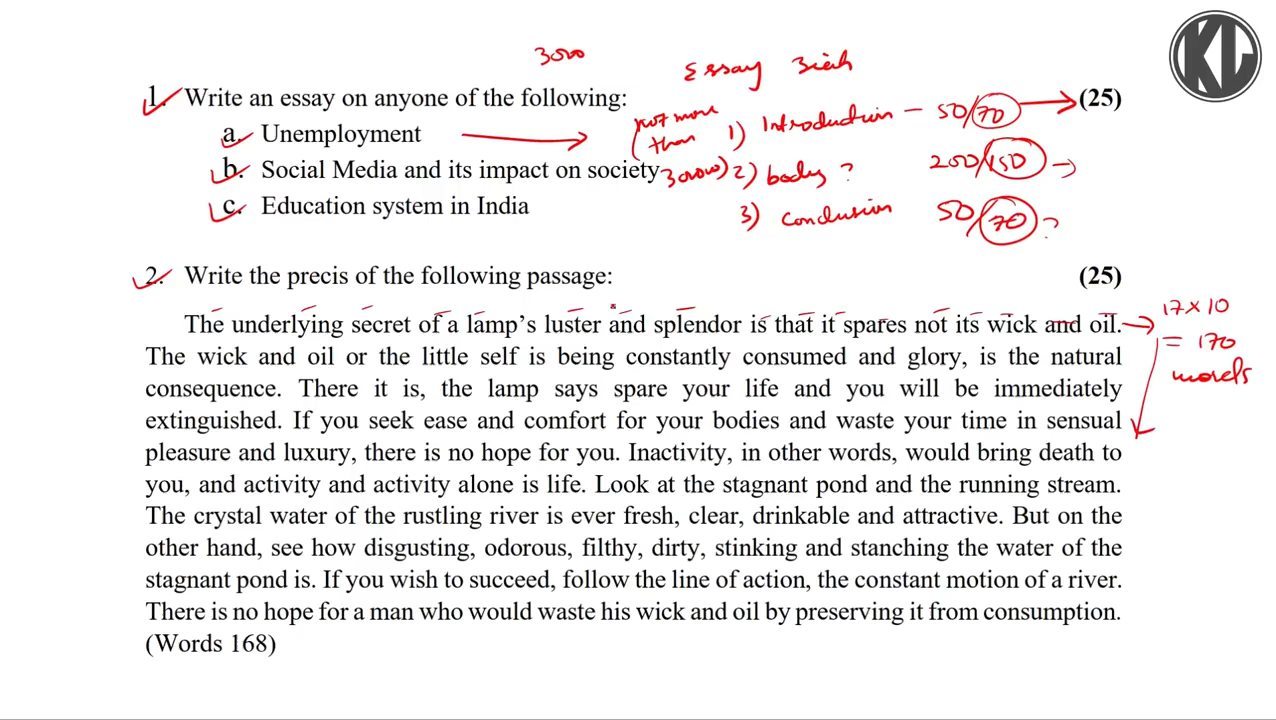 KL
3000
Essay
1. Write an essay on anyone of the following: (25)
(not more than 1) Introduction - 50/70
a. Unemployment
200/150
b. Social Media and its impact on society
2) body ?
c. Education system in India
3) Conclusion 50/70 ?
2. Write the precis of the following passage: (25)
17 x 10
The underlying secret of a lamp's luster and splendor is that it spares not its wick and oil.
= 170
The wick and oil or the little self is being constantly consumed and glory, is the natural
words
consequence. There it is, the lamp says spare your life and you will be immediately
extinguished. If you seek ease and comfort for your bodies and waste your time in sensual
pleasure and luxury, there is no hope for you. Inactivity, in other words, would bring death to
you, and activity and activity alone is life. Look at the stagnant pond and the running stream.
The crystal water of the rustling river is ever fresh, clear, drinkable and attractive. But on the
other hand, see how disgusting, odorous, filthy, dirty, stinking and stanching the water of the
stagnant pond is. If you wish to succeed, follow the line of action, the constant motion of a river.
There is no hope for a man who would waste his wick and oil by preserving it from consumption.
(Words 168)